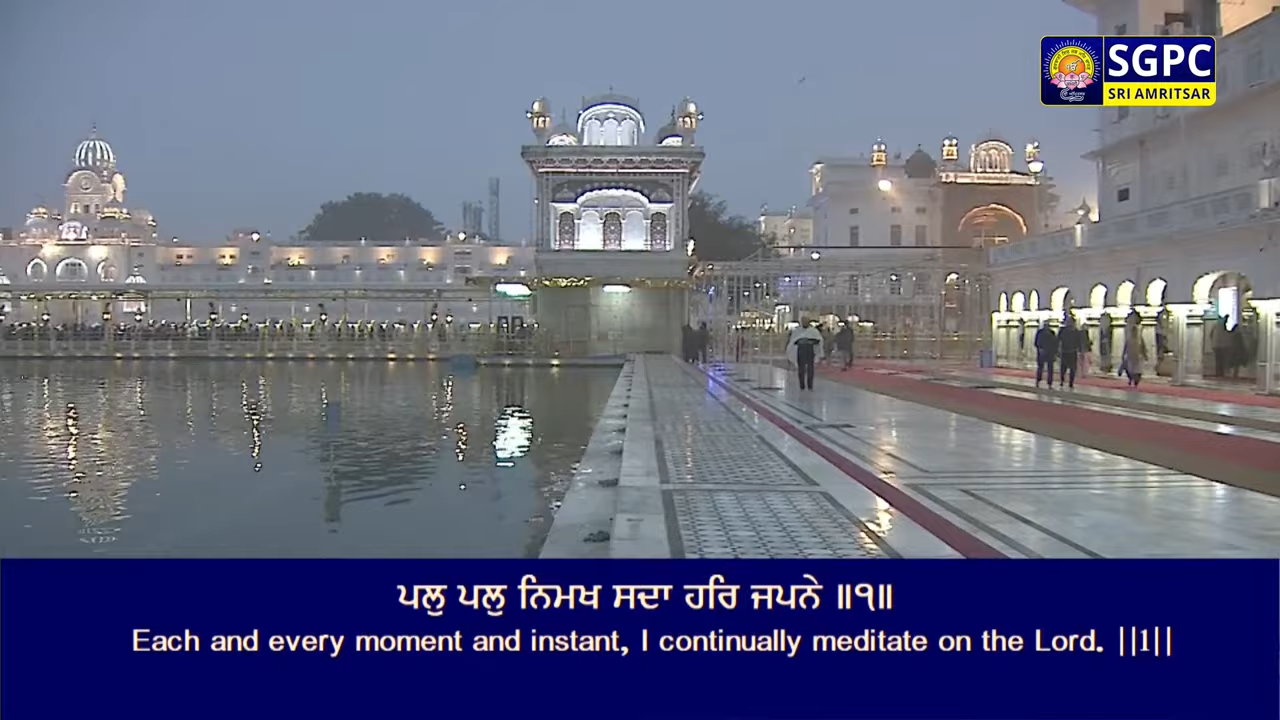 SGPC
SRI AMRITSAR
ਪਲੁ ਪਲੁ ਨਿਮਖ ਸਦਾ ਹਰਿ ਜਪਨੇ ॥੧॥
Each and every moment and instant, I continually meditate on the Lord. ||1||